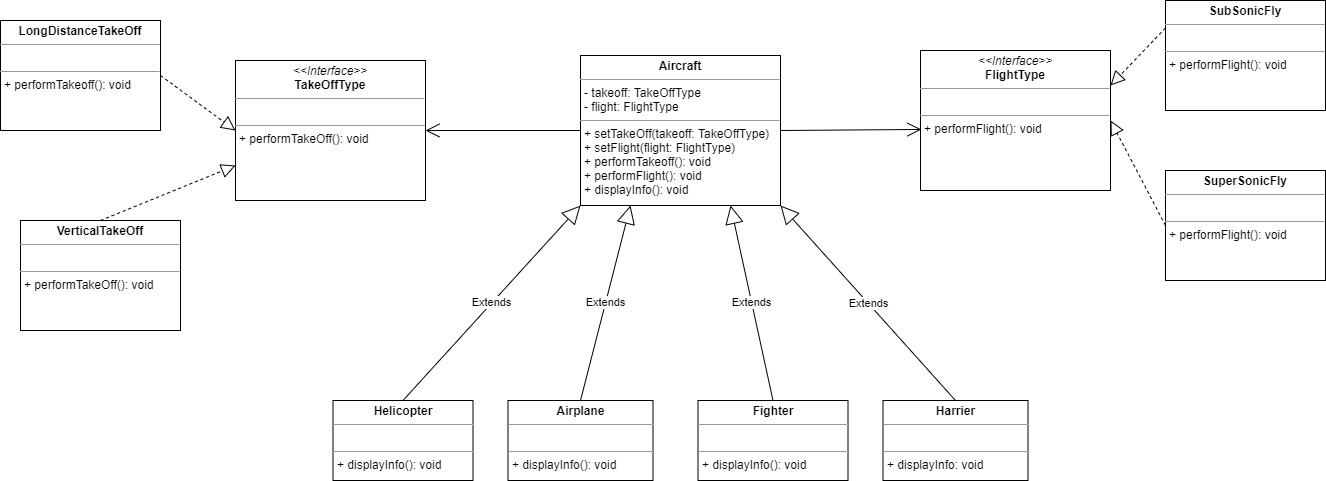 LongDistanceTakeOff
+ performTakeoff(): void
<<Interface>>
TakeOffType
+ performTakeOff(): void
VerticalTakeOff
+ performTakeOff(): void
Aircraft
- takeoff: TakeOffType
- flight: FlightType
+ setTakeOff(takeoff: TakeOffType)
+ setFlight(flight: FlightType)
+ performTakeoff(): void
+ performFlight(): void
+ displayInfo(): void
<<Interface>>
FlightType
+ performFlight(): void
SubSonicFly
+ performFlight(): void
SuperSonicFly
+ performFlight(): void
Extends
Extends
Extends
Extends
Helicopter
+ displayInfo(): void
Airplane
+ displayInfo(): void
Fighter
+ displayInfo(): void
Harrier
+ displayInfo: void